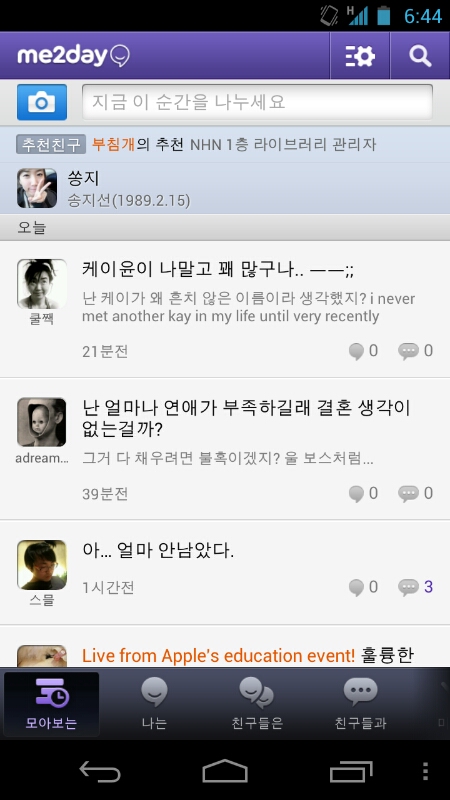 6:44
me2day
지금 이 순간을 나누세요
추천친구 부침개의 추천 NHN 1층 라이브러리 관리자
쏭지
송지선(1989.2.15)
오늘
케이윤이 나말고 꽤 많구나.. ㅡㅡ;;
난 케이가 왜 흔치 않은 이름이라 생각했지? i never
met another kay in my life until very recently
쿨짹
21분전 0 0
난 얼마나 연애가 부족하길래 결혼 생각이
없는걸까?
adream... 그거 다 채우려면 불혹이겠지? 울 보스처럼...
39분전 0 0
아... 얼마 안남았다.
1시간전 0 3
스믈
Live from Apple's education event! 훌륭한
모아보는 나는 친구들은 친구들과